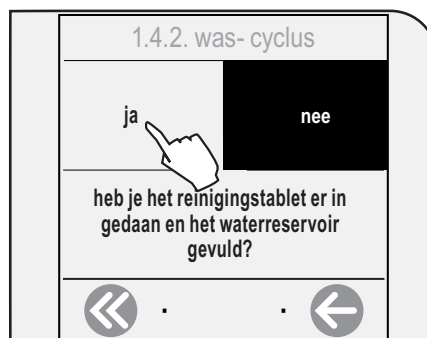 1.4.2. was- cyclus
ja
nee
heb je het reinigingstablet er in
gedaan en het waterreservoir
gevuld?